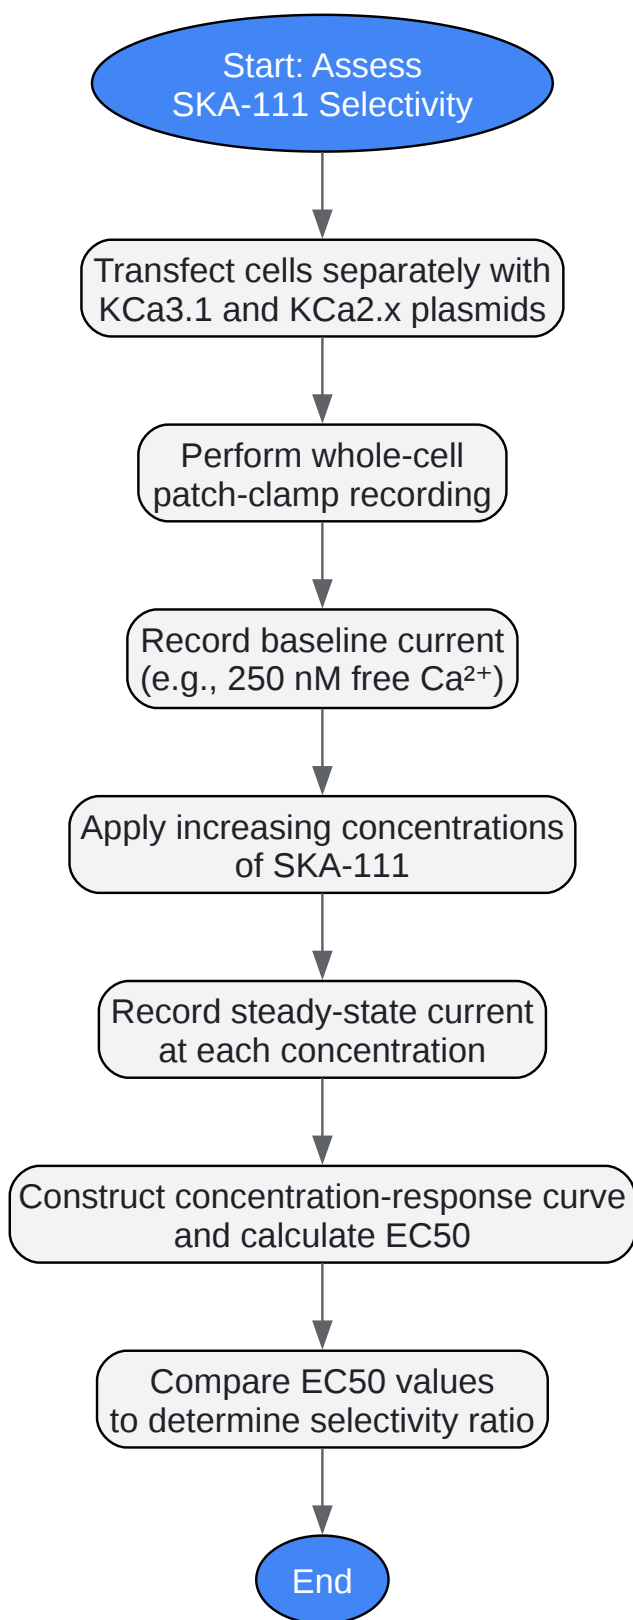 Start: Assess
SKA-111 Selectivity
Transfect cells separately with
KCa3.1 and KCa2.x plasmids
Perform whole-cell
patch-clamp recording
Record baseline current
(e.g., 250 nM free Ca²⁺)
Apply increasing concentrations
of SKA-111
Record steady-state current
at each concentration
Construct concentration-response curve
and calculate EC50
Compare EC50 values
to determine selectivity ratio
End